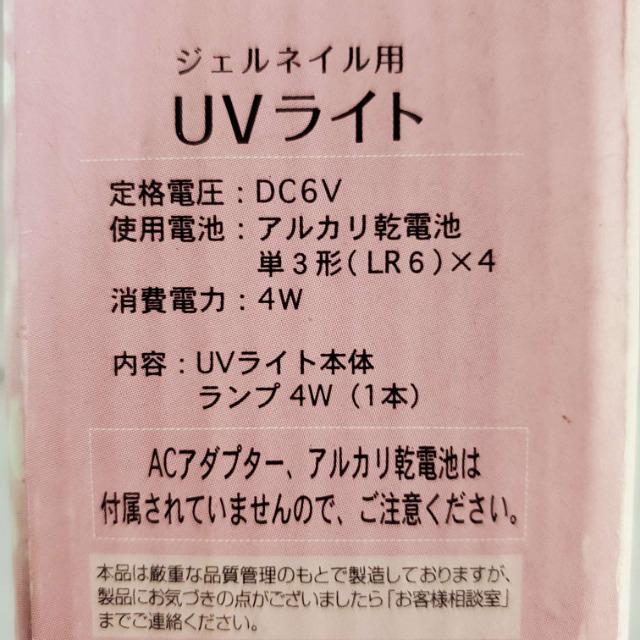 ジェルネイル用
UVライト
定格電圧：DC6V
使用電池：アルカリ乾電池
単3形(LR6)×4
消費電力：4W
内容：UVライト本体
ランプ 4W（1本）
ACアダプター、アルカリ乾電池は
付属されていませんので、ご注意ください。
本品は厳重な品質管理のもとで製造しておりますが、
製品にお気づきの点がございましたら「お客様相談室」
までご連絡ください。